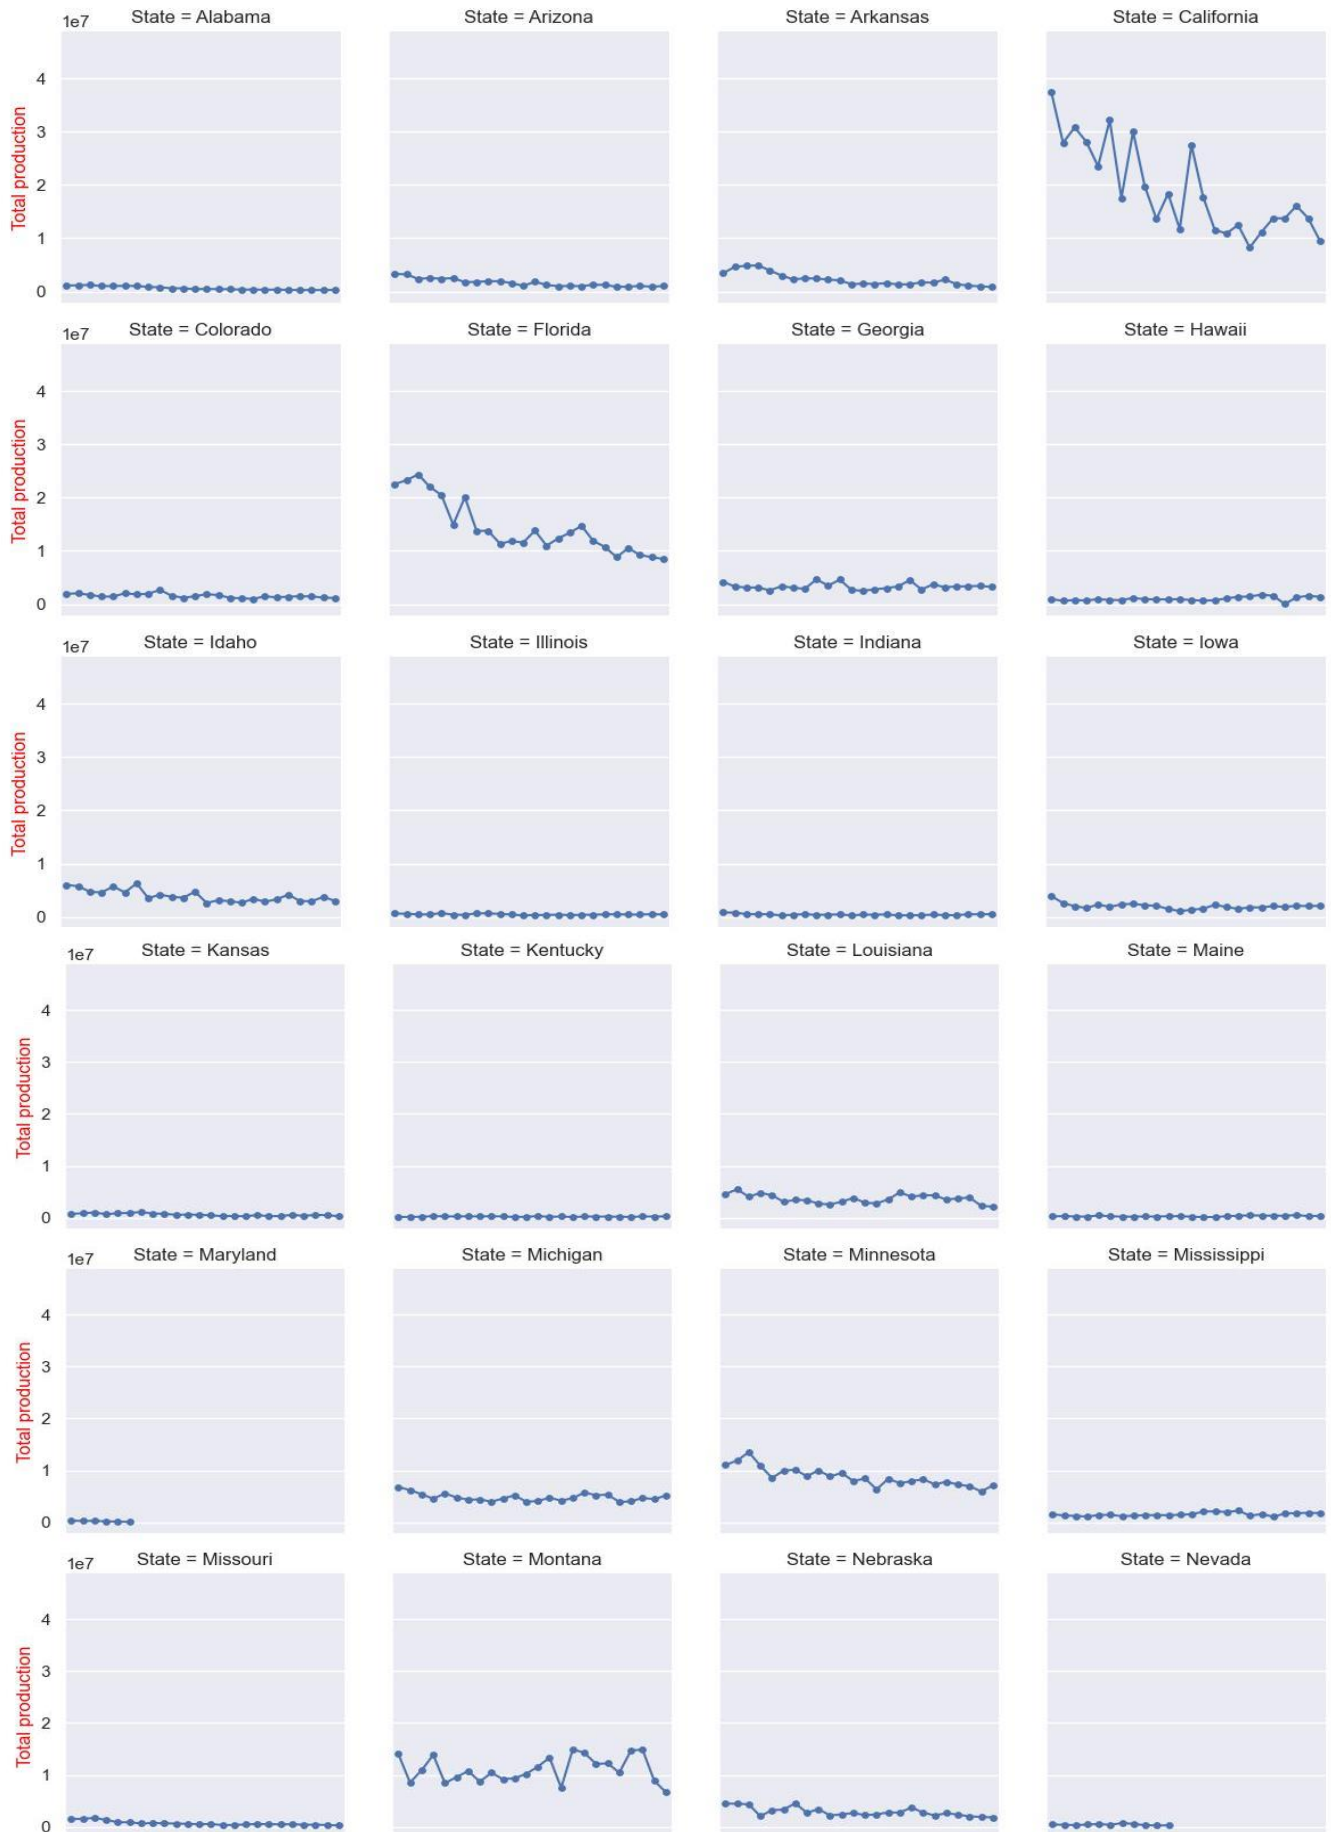 State = Alabama State = Arizona State = Arkansas State = California
1e7
4
3
2
1
0
Total production
State = Colorado State = Florida State = Georgia State = Hawaii
1e7
4
3
2
1
0
Total production
State = Idaho State = Illinois State = Indiana State = Iowa
1e7
4
3
2
1
0
Total production
State = Kansas State = Kentucky State = Louisiana State = Maine
1e7
4
3
2
1
0
Total production
State = Maryland State = Michigan State = Minnesota State = Mississippi
1e7
4
3
2
1
0
Total production
State = Missouri State = Montana State = Nebraska State = Nevada
1e7
4
3
2
1
0
Total production